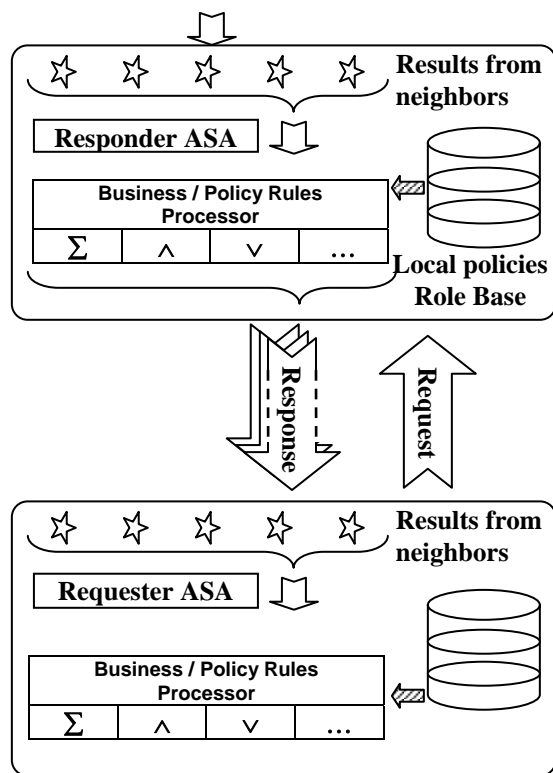 Results from
neighbors
Responder ASA
Business / Policy Rules
Processor
Σ ∧ ∨ ...
Local policies
Role Base
Response
Request
Results from
neighbors
Requester ASA
Business / Policy Rules
Processor
Σ ∧ ∨ ...